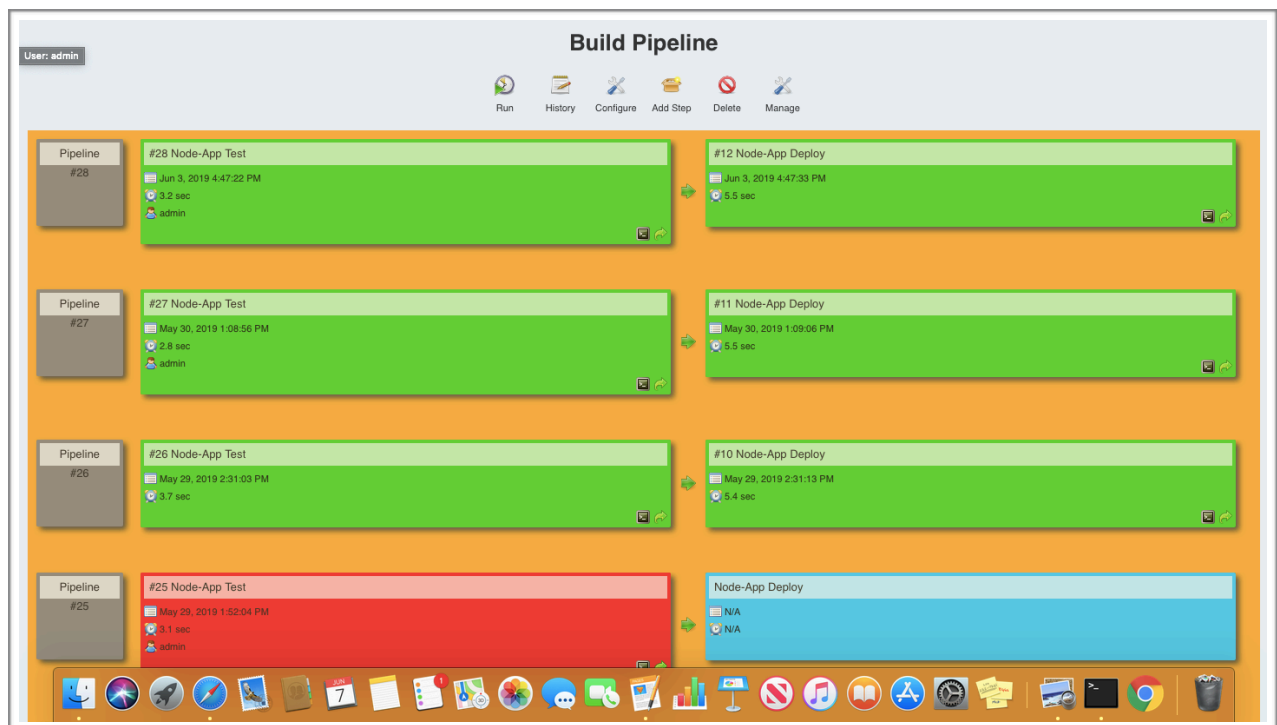 Build Pipeline
User: admin
Run History Configure Add Step Delete Manage
Pipeline
#28
#28 Node-App Test
Jun 3, 2019 4:47:22 PM
3.2 sec
admin
#12 Node-App Deploy
Jun 3, 2019 4:47:33 PM
5.5 sec
Pipeline
#27
#27 Node-App Test
May 30, 2019 1:08:56 PM
2.8 sec
admin
#11 Node-App Deploy
May 30, 2019 1:09:06 PM
5.5 sec
Pipeline
#26
#26 Node-App Test
May 29, 2019 2:31:03 PM
3.7 sec
#10 Node-App Deploy
May 29, 2019 2:31:13 PM
5.4 sec
Pipeline
#25
#25 Node-App Test
May 29, 2019 1:52:04 PM
3.1 sec
admin
Node-App Deploy
N/A
N/A
JUN
7
1